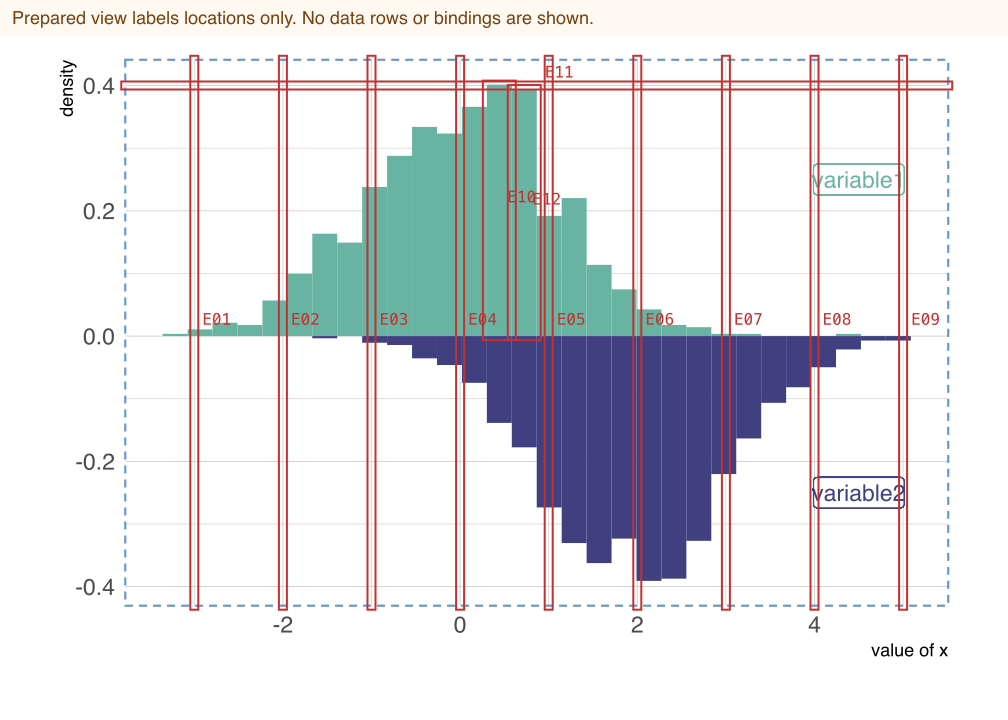 Prepared view labels locations only. No data rows or bindings are shown.
density
0.4
0.2
0.0
-0.2
-0.4
E11
E10
E12
variable1
E01
E02
E03
E04
E05
E06
E07
E08
E09
variable2
-2
0
2
4
value of x